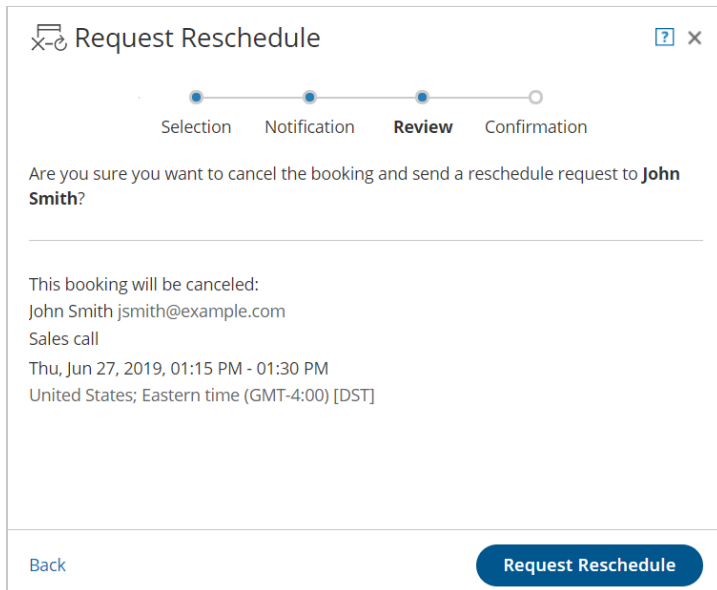 Request Reschedule
?
Selection Notification Review Confirmation
Are you sure you want to cancel the booking and send a reschedule request to John
Smith?
This booking will be canceled:
John Smith jsmith@example.com
Sales call
Thu, Jun 27, 2019, 01:15 PM - 01:30 PM
United States; Eastern time (GMT-4:00) [DST]
Back Request Reschedule